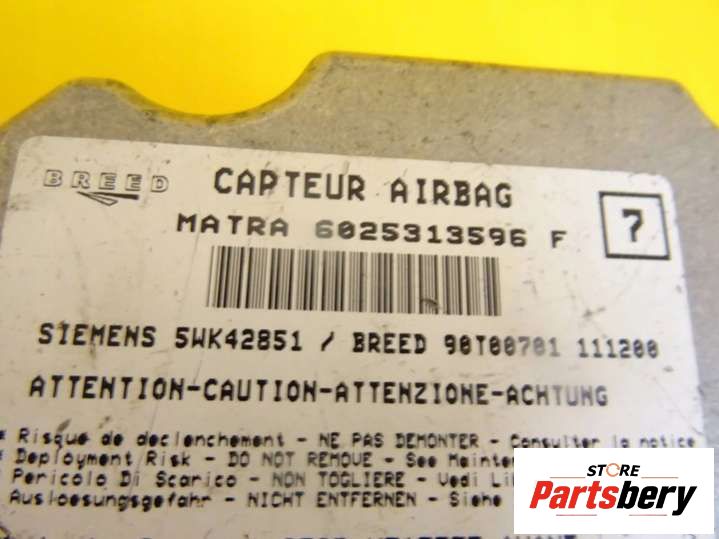 BREED CAPTEUR AIRBAG
MATRA 6025313596 F
7
SIEMENS 5WK42851 / BREED 90T00701 111200
ATTENTION-CAUTION-ATTENZIONE-ACHTUNG
* Risque de declenchement - NE PAS DEMONTER - Consulter la notice
* Deployment Risk - DO NOT REMOVE - See
Pericolo Di Scarico - NON TOGLIERE - Vedi
Ausloesungsgefahr - NICHT ENTFERNEN - Siehe
STORE
Partsbery